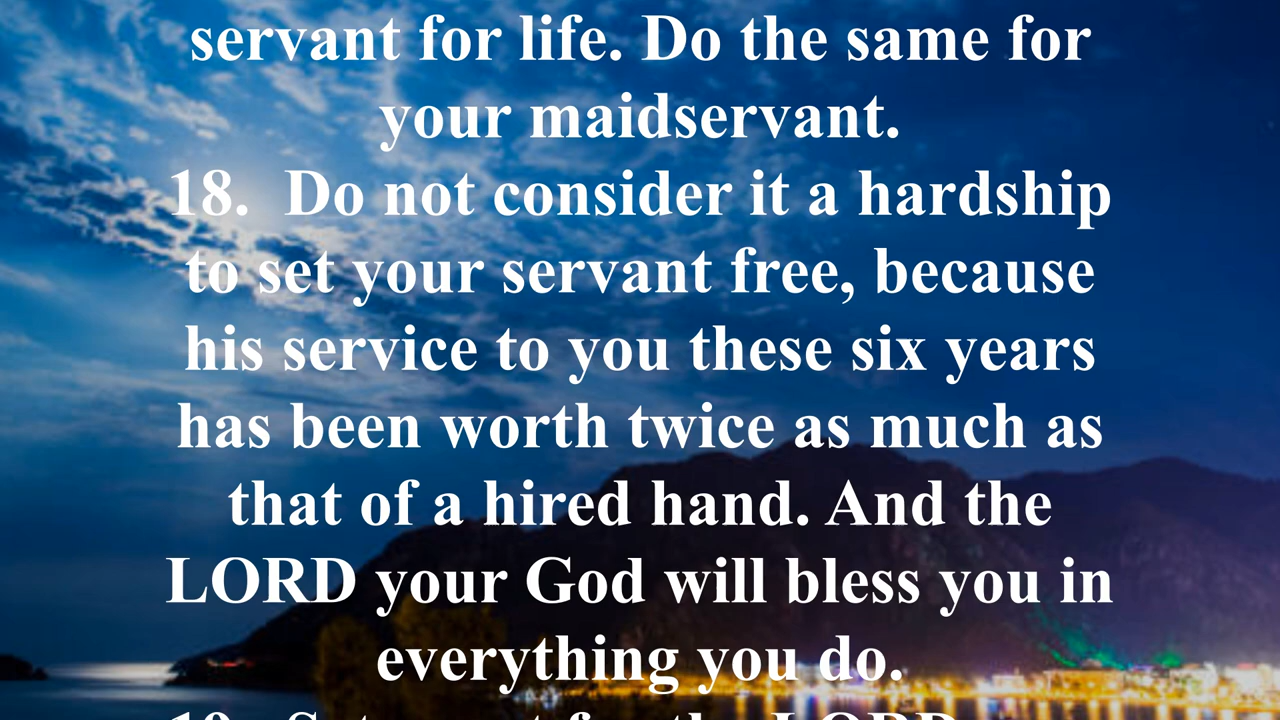 servant for life. Do the same for
your maidservant.
18. Do not consider it a hardship
to set your servant free, because
his service to you these six years
has been worth twice as much as
that of a hired hand. And the
LORD your God will bless you in
everything you do.